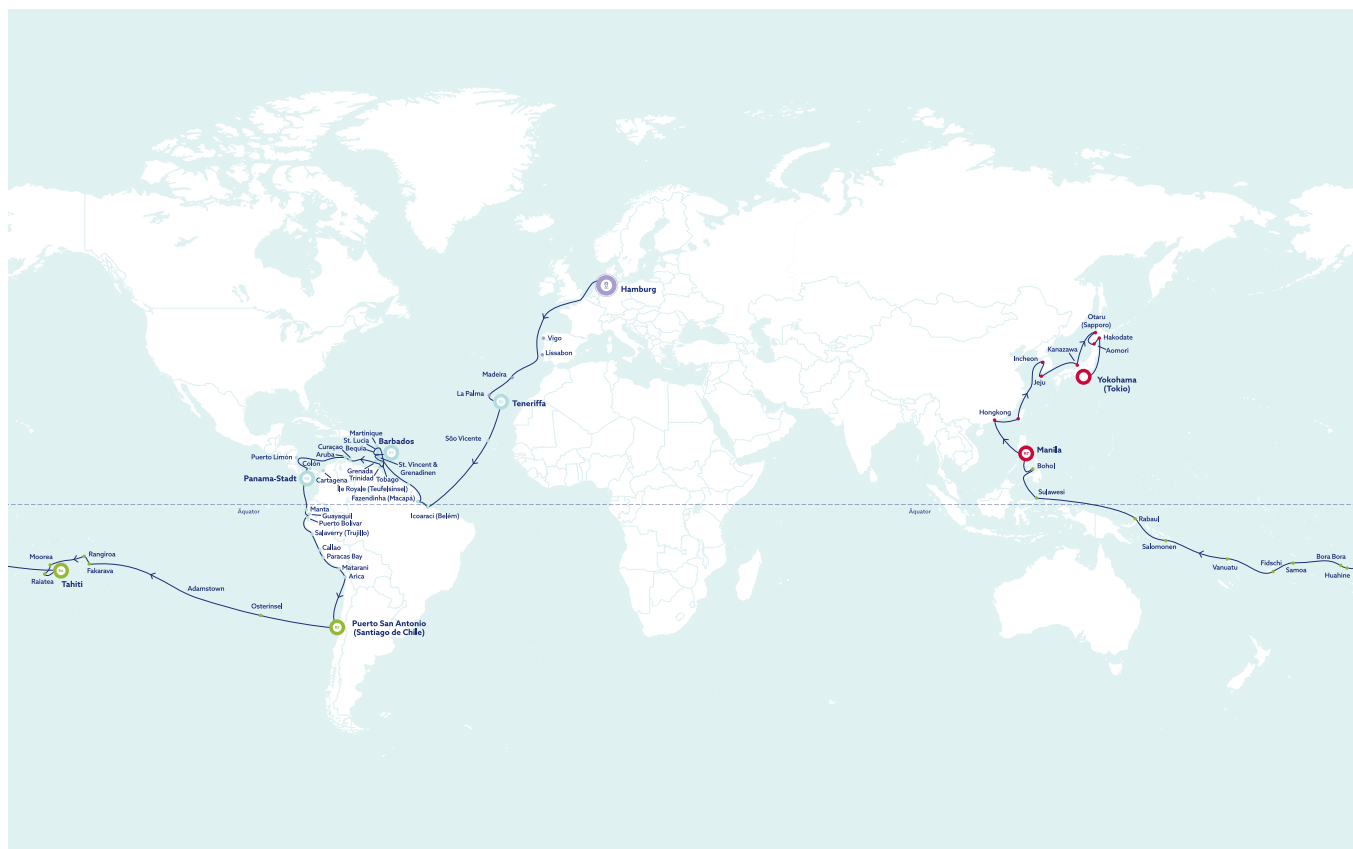 Hamburg
Vigo
Lissabon
Madeira
La Palma
Teneriffa
São Vicente
Martinique
St. Lucia
Barbados
Curaçao
Bequia
Aruba
Puerto Limón
Colón
St. Vincent &
Grenadinen
Grenada
Trinidad
Tobago
Panama-Stadt
Cartagena
Île Royale (Teufelsinsel)
Fazendinha (Macapá)
Icoaraci (Belém)
Äquator
Manta
Guayaquil
Puerto Bolívar
Salaverry (Trujillo)
Callao
Paracas Bay
Matarani
Arica
Puerto San Antonio
(Santiago de Chile)
Osterinsel
Adamstown
Rangiroa
Fakarava
Moorea
Raiatea
Tahiti
Otaru
(Sapporo)
Hakodate
Aomori
Kanazawa
Incheon
Jeju
Yokohama
(Tokio)
Hongkong
Manila
Bohol
Sulawesi
Äquator
Rabaul
Salomonen
Vanuatu
Fidschi
Samoa
Bora Bora
Huahine